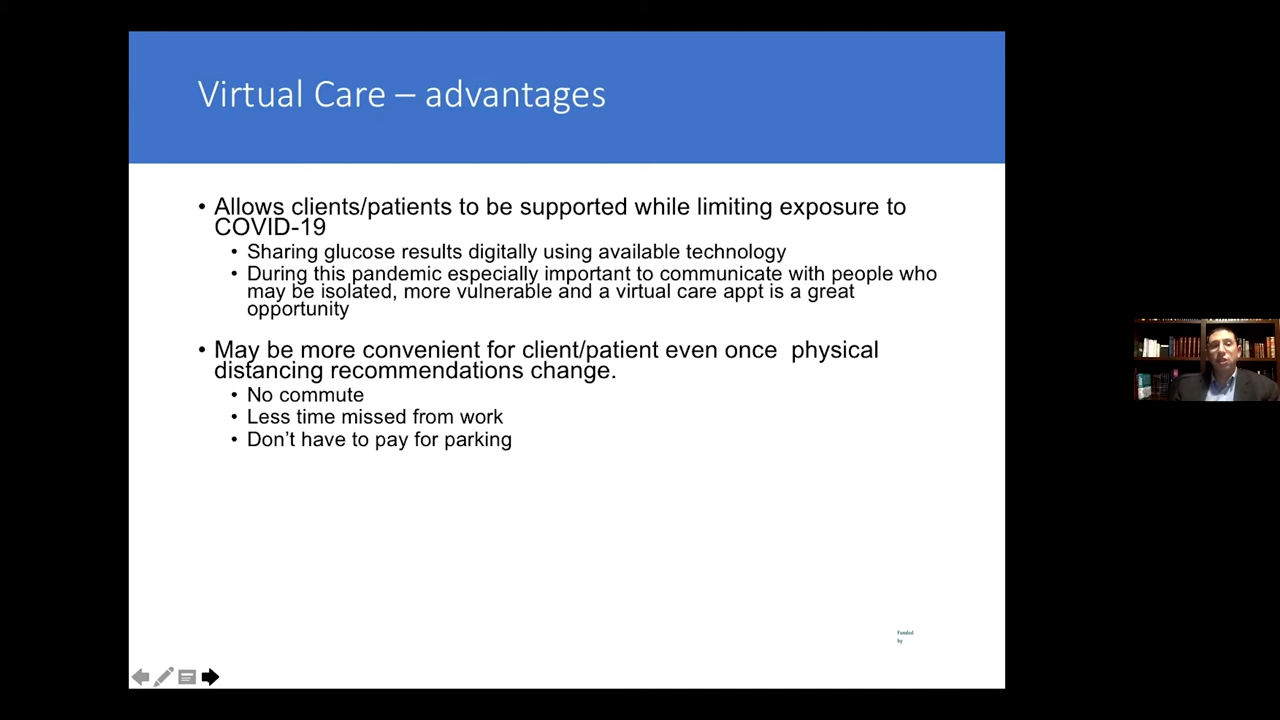 Virtual Care – advantages
• Allows clients/patients to be supported while limiting exposure to
COVID-19
• Sharing glucose results digitally using available technology
• During this pandemic especially important to communicate with people who
may be isolated, more vulnerable and a virtual care appt is a great
opportunity
• May be more convenient for client/patient even once  physical
distancing recommendations change.
• No commute
• Less time missed from work
• Don’t have to pay for parking
Funded
by